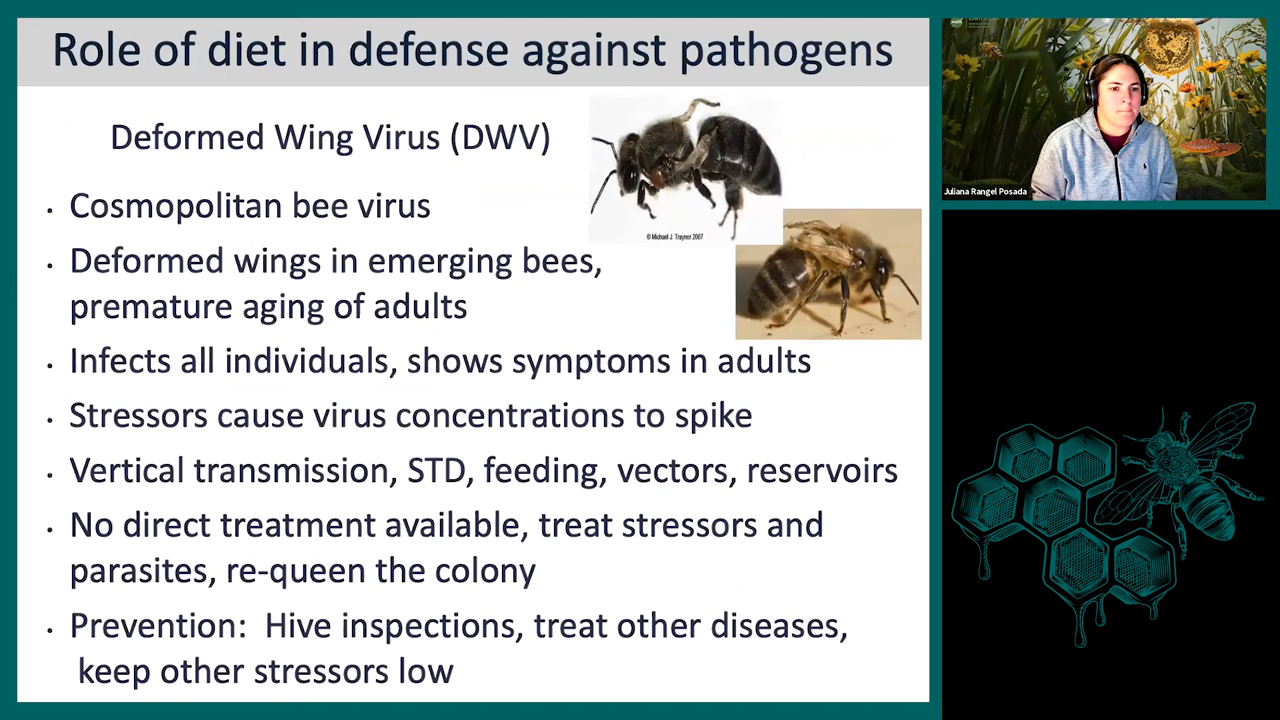 Role of diet in defense against pathogens
Deformed Wing Virus (DWV)
© Michael J. Traynor 2007
• Cosmopolitan bee virus
• Deformed wings in emerging bees,
premature aging of adults
• Infects all individuals, shows symptoms in adults
• Stressors cause virus concentrations to spike
• Vertical transmission, STD, feeding, vectors, reservoirs
• No direct treatment available, treat stressors and
parasites, re-queen the colony
• Prevention: Hive inspections, treat other diseases,
keep other stressors low
Juliana Rangel Posada